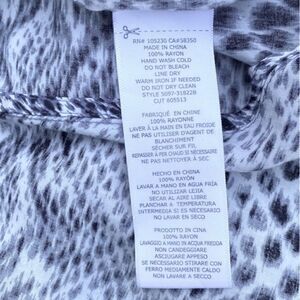 RN# 105230 CA#58350
MADE IN CHINA
100% RAYON
HAND WASH COLD
DO NOT BLEACH
LINE DRY
WARM IRON IF NEEDED
DO NOT DRY CLEAN
STYLE 5097-318228
CUT 605513
FABRIQUÉ EN CHINE
100% RAYONNE
LAVER À LA MAIN EN EAU FROIDE
NE PAS UTILISER D'AGENT DE
BLANCHIMENT
SÉCHER SUR FIL
REPASSER À FER CHAUD SI NÉCESSAIRE
NE PAS NETTOYER À SEC
HECHO EN CHINA
100% RAYÓN
LAVAR A MANO EN AGUA FRÍA
NO UTILIZAR LEJÍA
SECAR AL AIRE LIBRE
PLANCHAR A TEMPERATURA
INTERMEDIA SI ES NECESARIO
NO LAVAR EN SECO
PRODOTTO IN CINA
100% RAYON
LAVAGGIO A MANO IN ACQUA FREDDA
NON CANDEGGIARE
ASCIUGARE APPESO
SE NECESSARIO STIRARE CON
FERRO MEDIAMENTE CALDO
NON LAVARE A SECCO